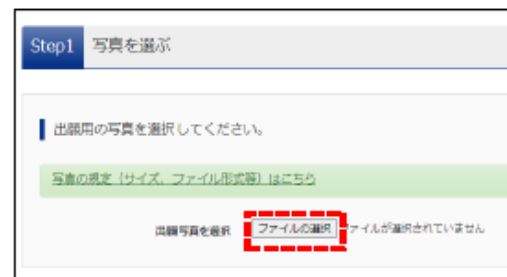 Step1 写真を選ぶ
出願用の写真を選択してください。
写真の規定(サイズ、ファイル形式等)はこちら
出願写真を選択 ファイルの選択 ファイルが選択されていません